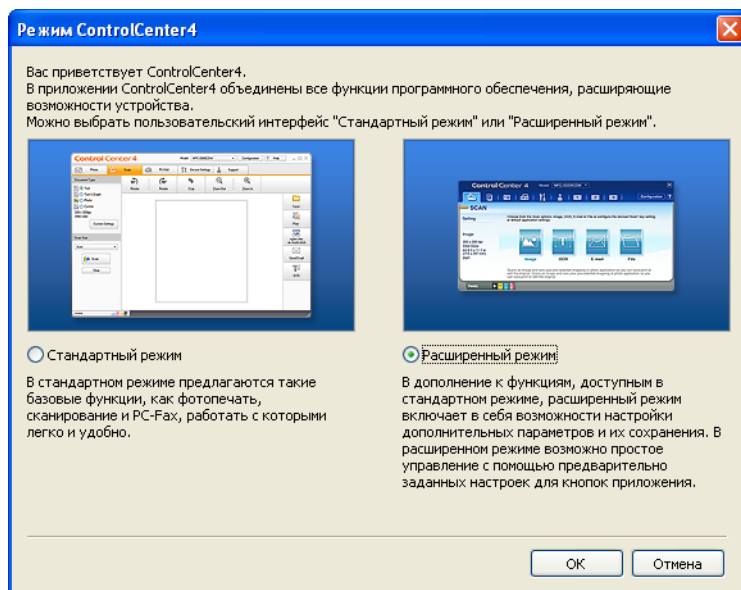 Режим ControlCenter4
Вас приветствует ControlCenter4.
В приложении ControlCenter4 объединены все функции программного обеспечения, расширяющие
возможности устройства.
Можно выбрать пользовательский интерфейс "Стандартный режим" или "Расширенный режим".
Control Center 4
Control Center 4
SCAN
Image
OCR
E-mail
File
Стандартный режим
В стандартном режиме предлагаются такие
базовые функции, как фотопечать,
сканирование и PC-Fax, работать с которыми
легко и удобно.
Расширенный режим
В дополнение к функциям, доступным в
стандартном режиме, расширенный режим
включает в себя возможности настройки
дополнительных параметров и их сохранения. В
расширенном режиме возможно простое
управление с помощью предварительно
заданных настроек для кнопок приложения.
ОК
Отмена